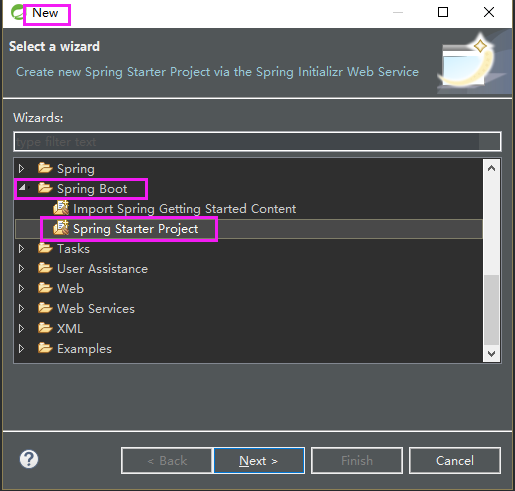 New
Select a wizard
Create new Spring Starter Project via the Spring Initializr Web Service
Wizards:
type filter text
Spring
Spring Boot
Import Spring Getting Started Content
Spring Starter Project
Tasks
User Assistance
Web
Web Services
XML
Examples
? < Back Next > Finish Cancel